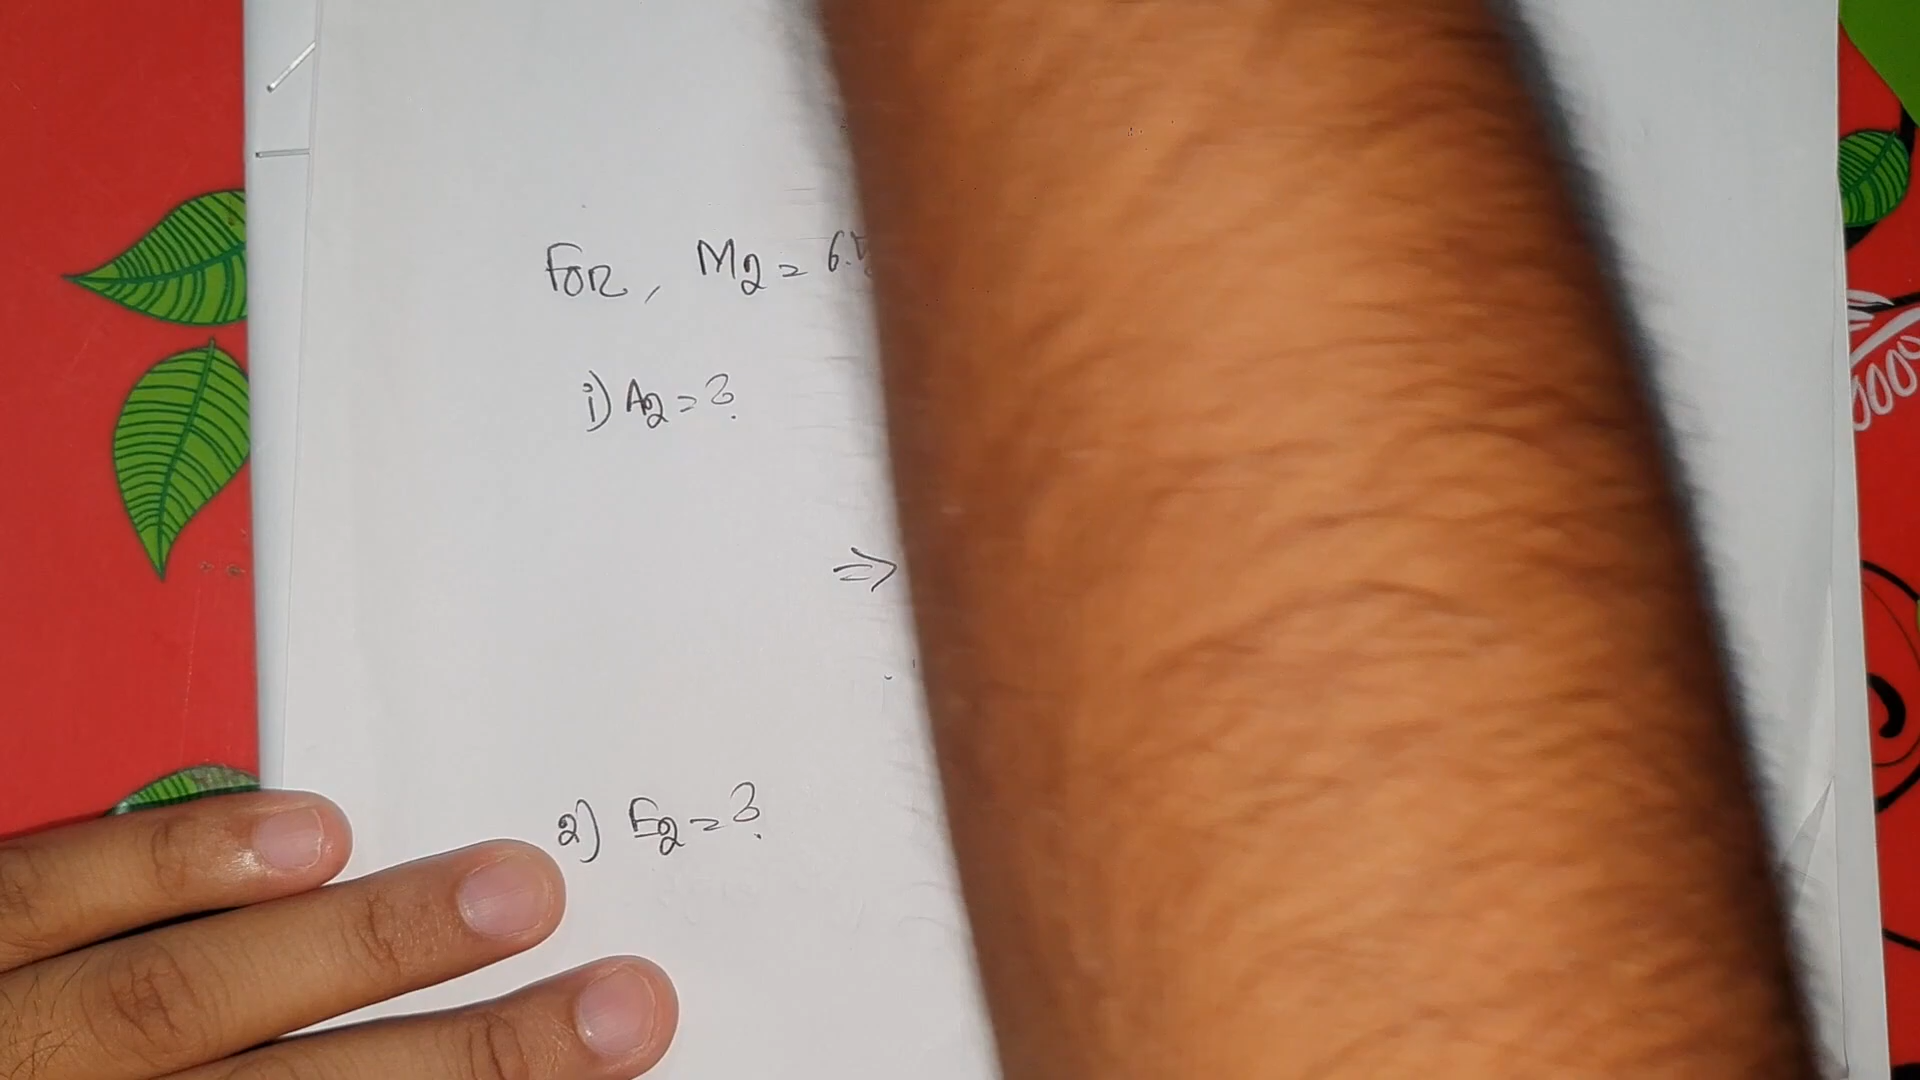 For, M2 = 6.
i) A2 = ?
⇒
2) E2 = ?